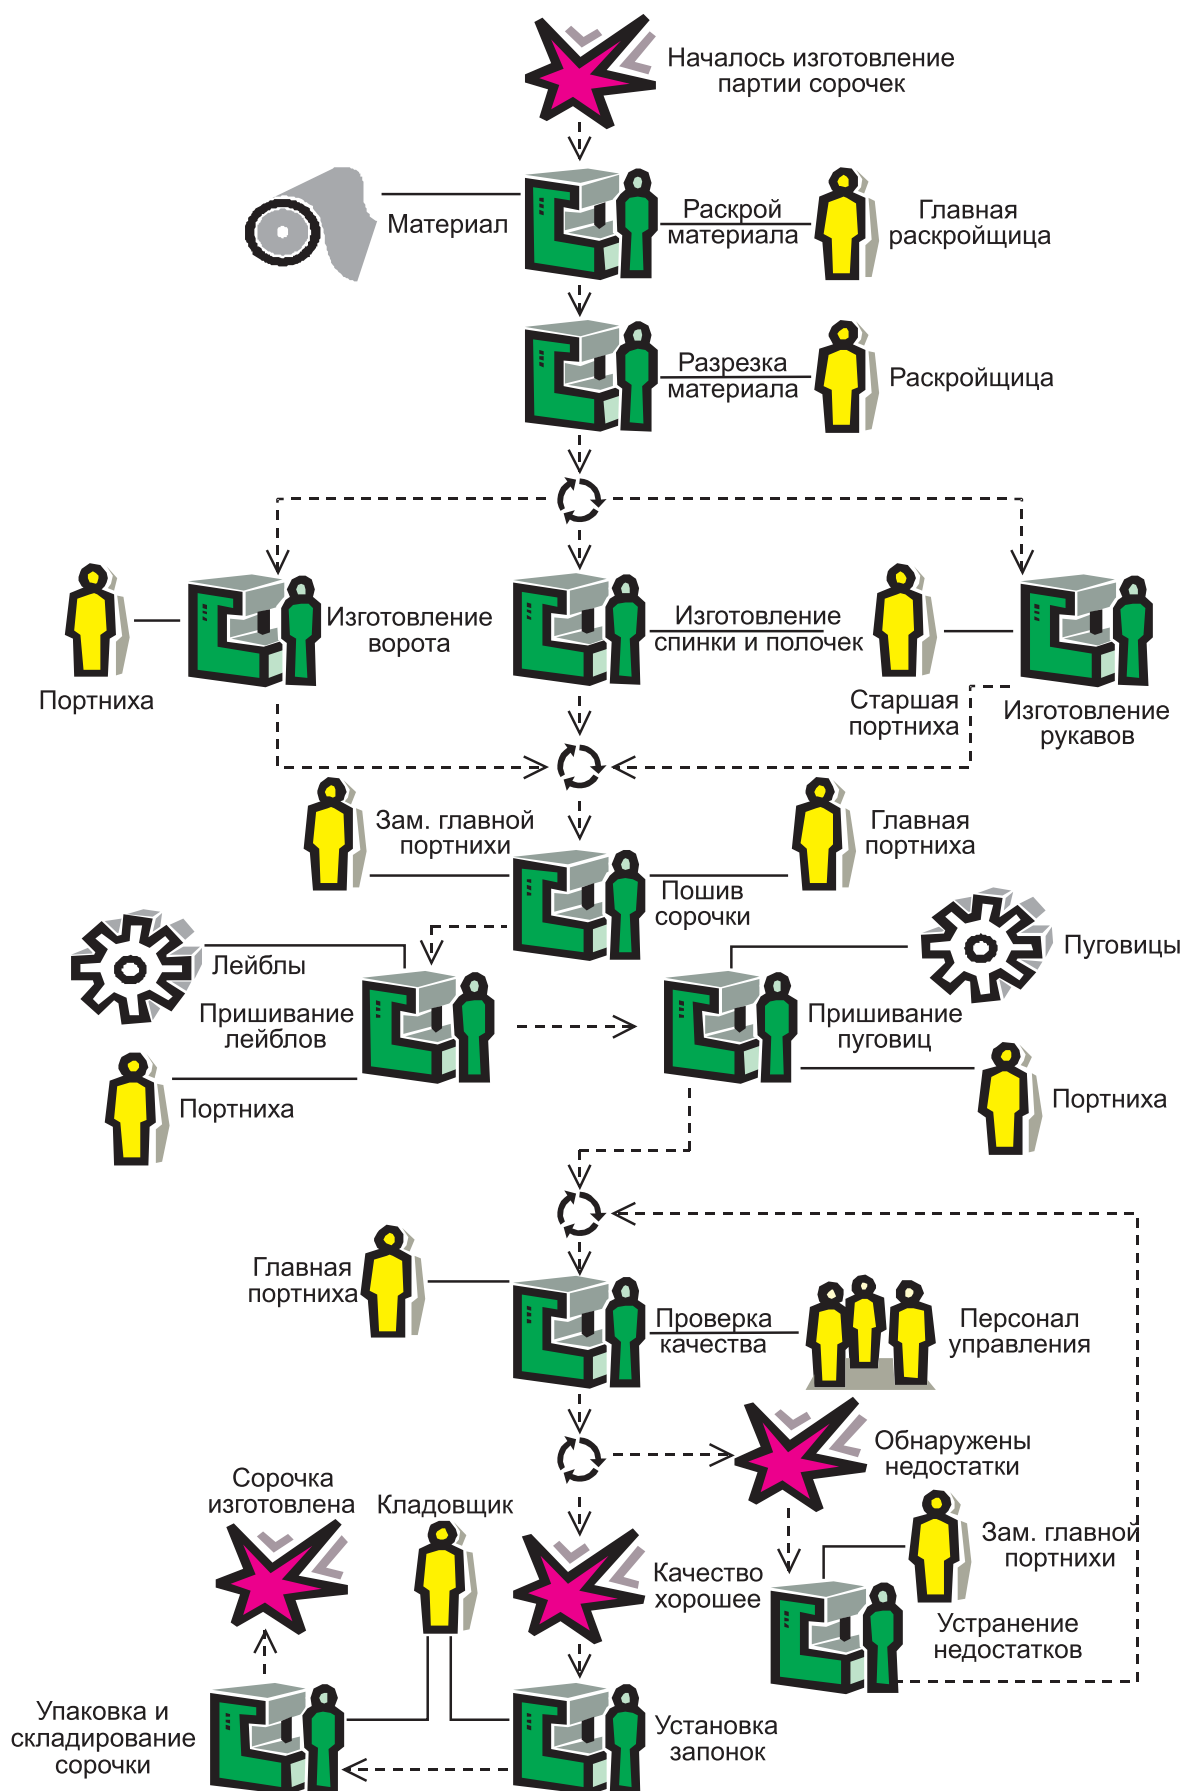 Началось изготовление
партии сорочек
Материал
Раскрой
материала
Главная
раскройщица
Разрезка
материала
Раскройщица
Портниха
Изготовление
ворота
Изготовление
спинки и полочек
Старшая
портниха
Изготовление
рукавов
Зам. главной
портнихи
Главная
портниха
Пошив
сорочки
Лейблы
Пуговицы
Пришивание
лейблов
Пришивание
пуговиц
Портниха
Портниха
Главная
портниха
Проверка
качества
Персонал
управления
Обнаружены
недостатки
Сорочка
изготовлена
Кладовщик
Качество
хорошее
Зам. главной
портнихи
Устранение
недостатков
Упаковка и
складирование
сорочки
Установка
запонок